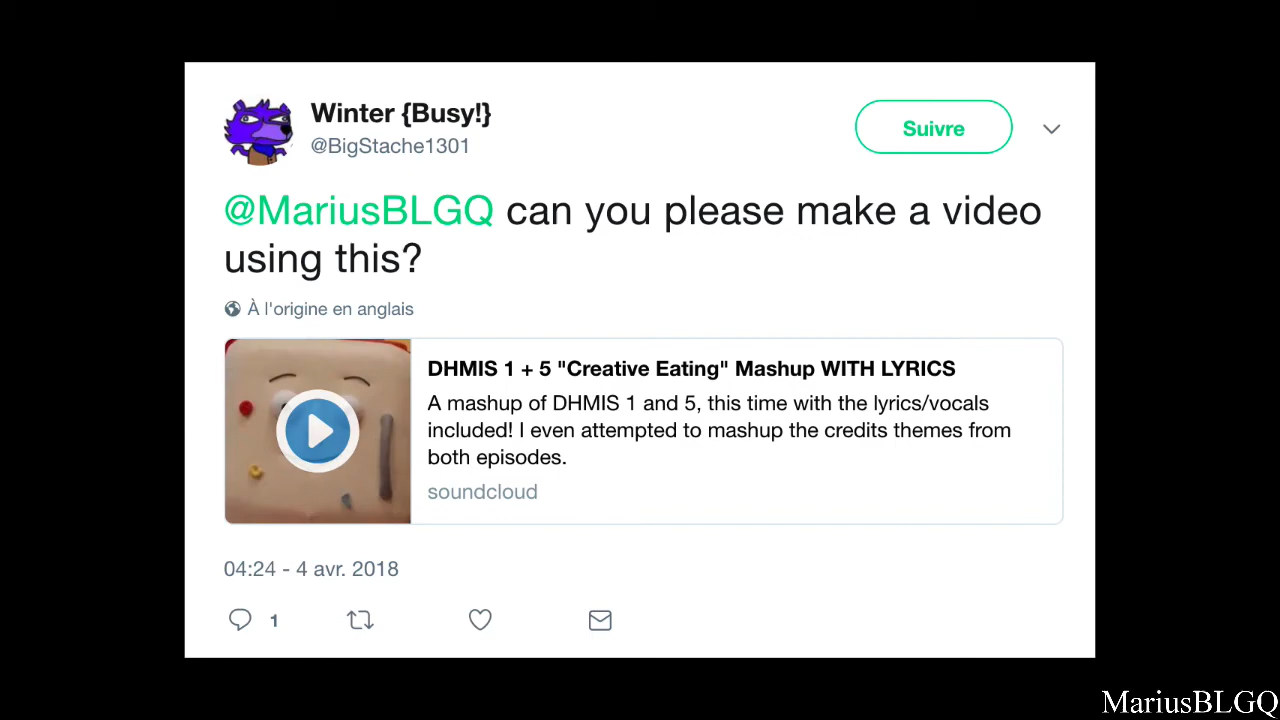 Winter {Busy!}
@BigStache1301
Suivre
@MariusBLGQ can you please make a video
using this?
À l'origine en anglais
DHMIS 1 + 5 "Creative Eating" Mashup WITH LYRICS
A mashup of DHMIS 1 and 5, this time with the lyrics/vocals
included! I even attempted to mashup the credits themes from
both episodes.
soundcloud
04:24 - 4 avr. 2018
1
MariusBLGQ